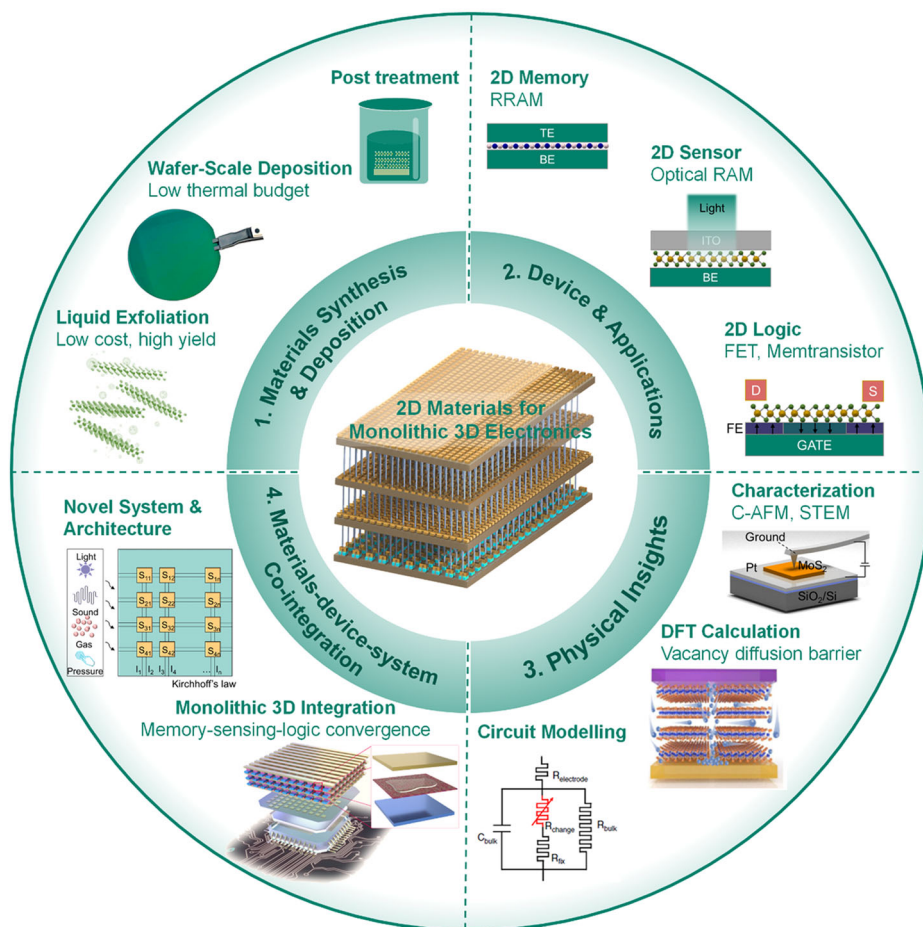 Post treatment
Wafer-Scale Deposition
Low thermal budget
Liquid Exfoliation
Low cost, high yield
1. Materials Synthesis
& Deposition
2D Memory
RRAM
TE
BE
2D Sensor
Optical RAM
Light
ITO
BE
2D Logic
FET, Memtransistor
D
S
FE
GATE
2. Device & Applications
2D Materials for
Monolithic 3D Electronics
Characterization
C-AFM, STEM
Ground
Pt
MoS₂
SiO₂/Si
DFT Calculation
Vacancy diffusion barrier
Circuit Modelling
R_electrode
C_bulk
R_change
R_bulk
R_fix
3. Physical Insights
4. Materials-device-system
Co-integration
Novel System &
Architecture
Light
Sound
Gas
Pressure
S₁₁ S₁₂ S₁ₙ
S₂₁ S₂₂ S₂ₙ
S₃₁ S₃₂ S₃ₙ
S₄₁ S₄₂ S₄ₙ
I₁ I₂ I₃ I₄ ... Iₙ
Kirchhoff's law
Monolithic 3D Integration
Memory-sensing-logic convergence